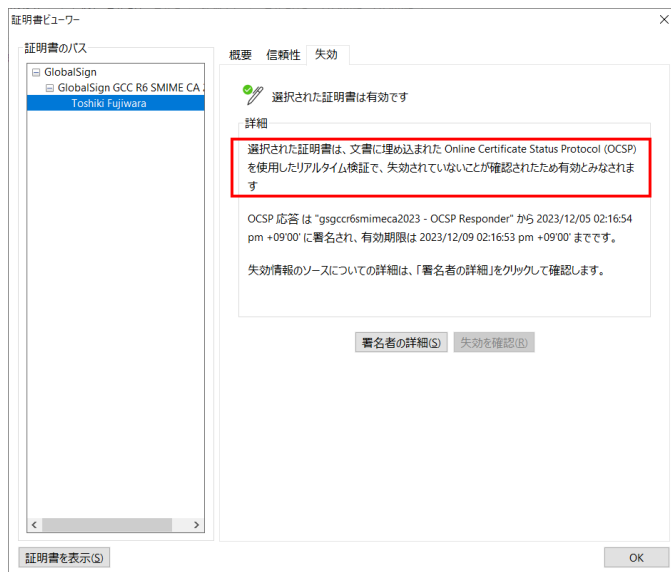 証明書ビューワー
証明書のパス
GlobalSign
GlobalSign GCC R6 SMIME CA
Toshiki Fujiwara
概要 信頼性 失効
選択された証明書は有効です
詳細
選択された証明書は、文書に埋め込まれた Online Certificate Status Protocol (OCSP)
を使用したリアルタイム検証で、失効されていないことが確認されたため有効とみなされま
す
OCSP 応答 は "gsgccr6smimeca2023 - OCSP Responder" から 2023/12/05 02:16:54
pm +09'00' に署名され、有効期限は 2023/12/09 02:16:53 pm +09'00' までです。
失効情報のソースについての詳細は、「署名者の詳細」をクリックして確認します。
署名者の詳細(S) 失効を確認(R)
証明書を表示(S) OK